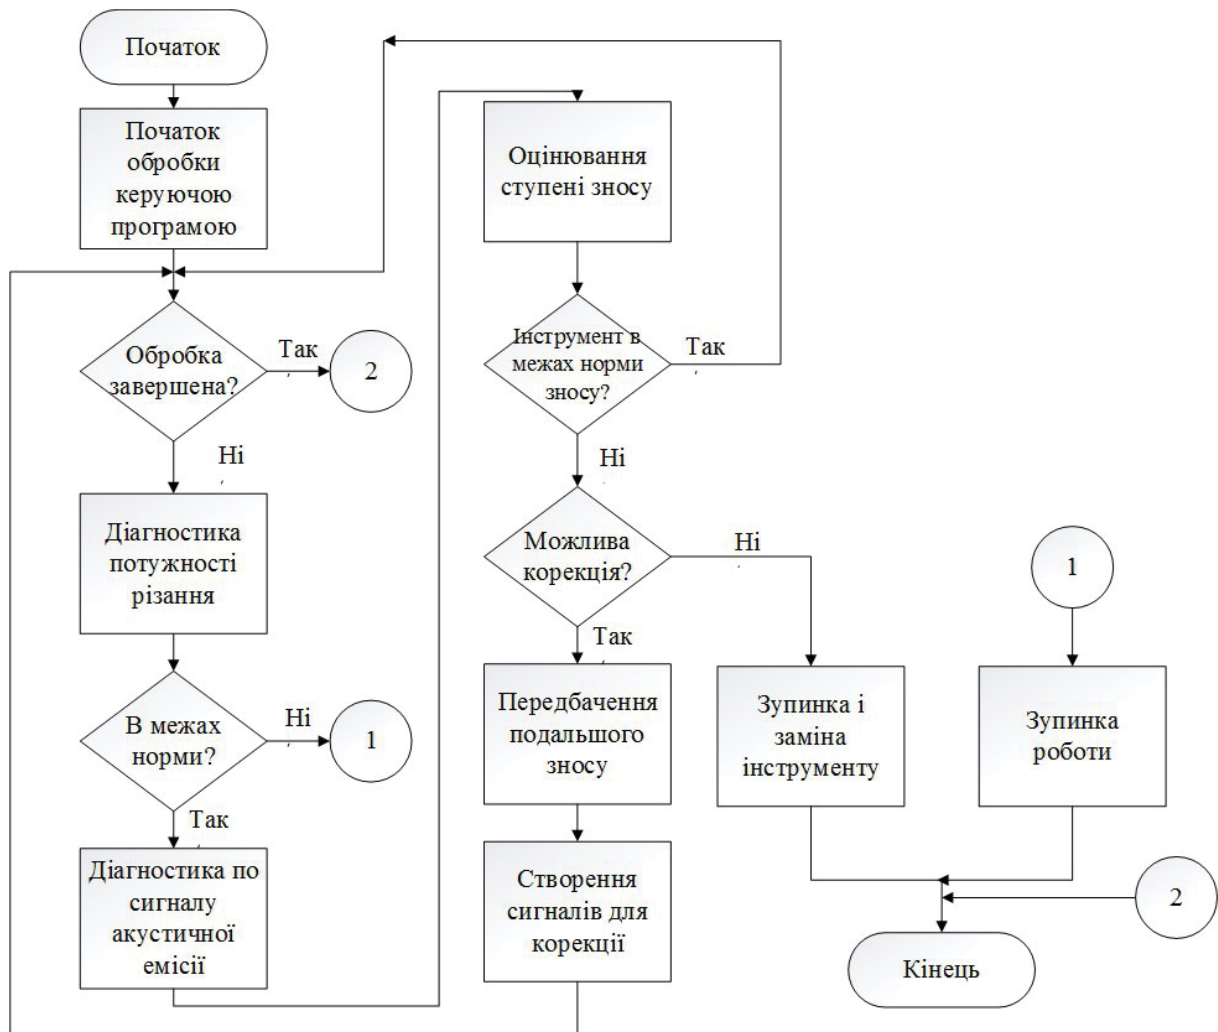 Початок
Початок
обробки
керуючою
програмою
Обробка
завершена?
Так
2
Ні
Діагностика
потужності
різання
В межах
норми?
Ні
1
Так
Діагностика по
сигналу
акустичної
емісії
Оцінювання
ступені зносу
Інструмент в
межах норми
зносу?
Так
Ні
Можлива
корекція?
Ні
Так
Передбачення
подальшого
зносу
Створення
сигналів для
корекції
Зупинка і
заміна
інструменту
1
Зупинка
роботи
2
Кінець